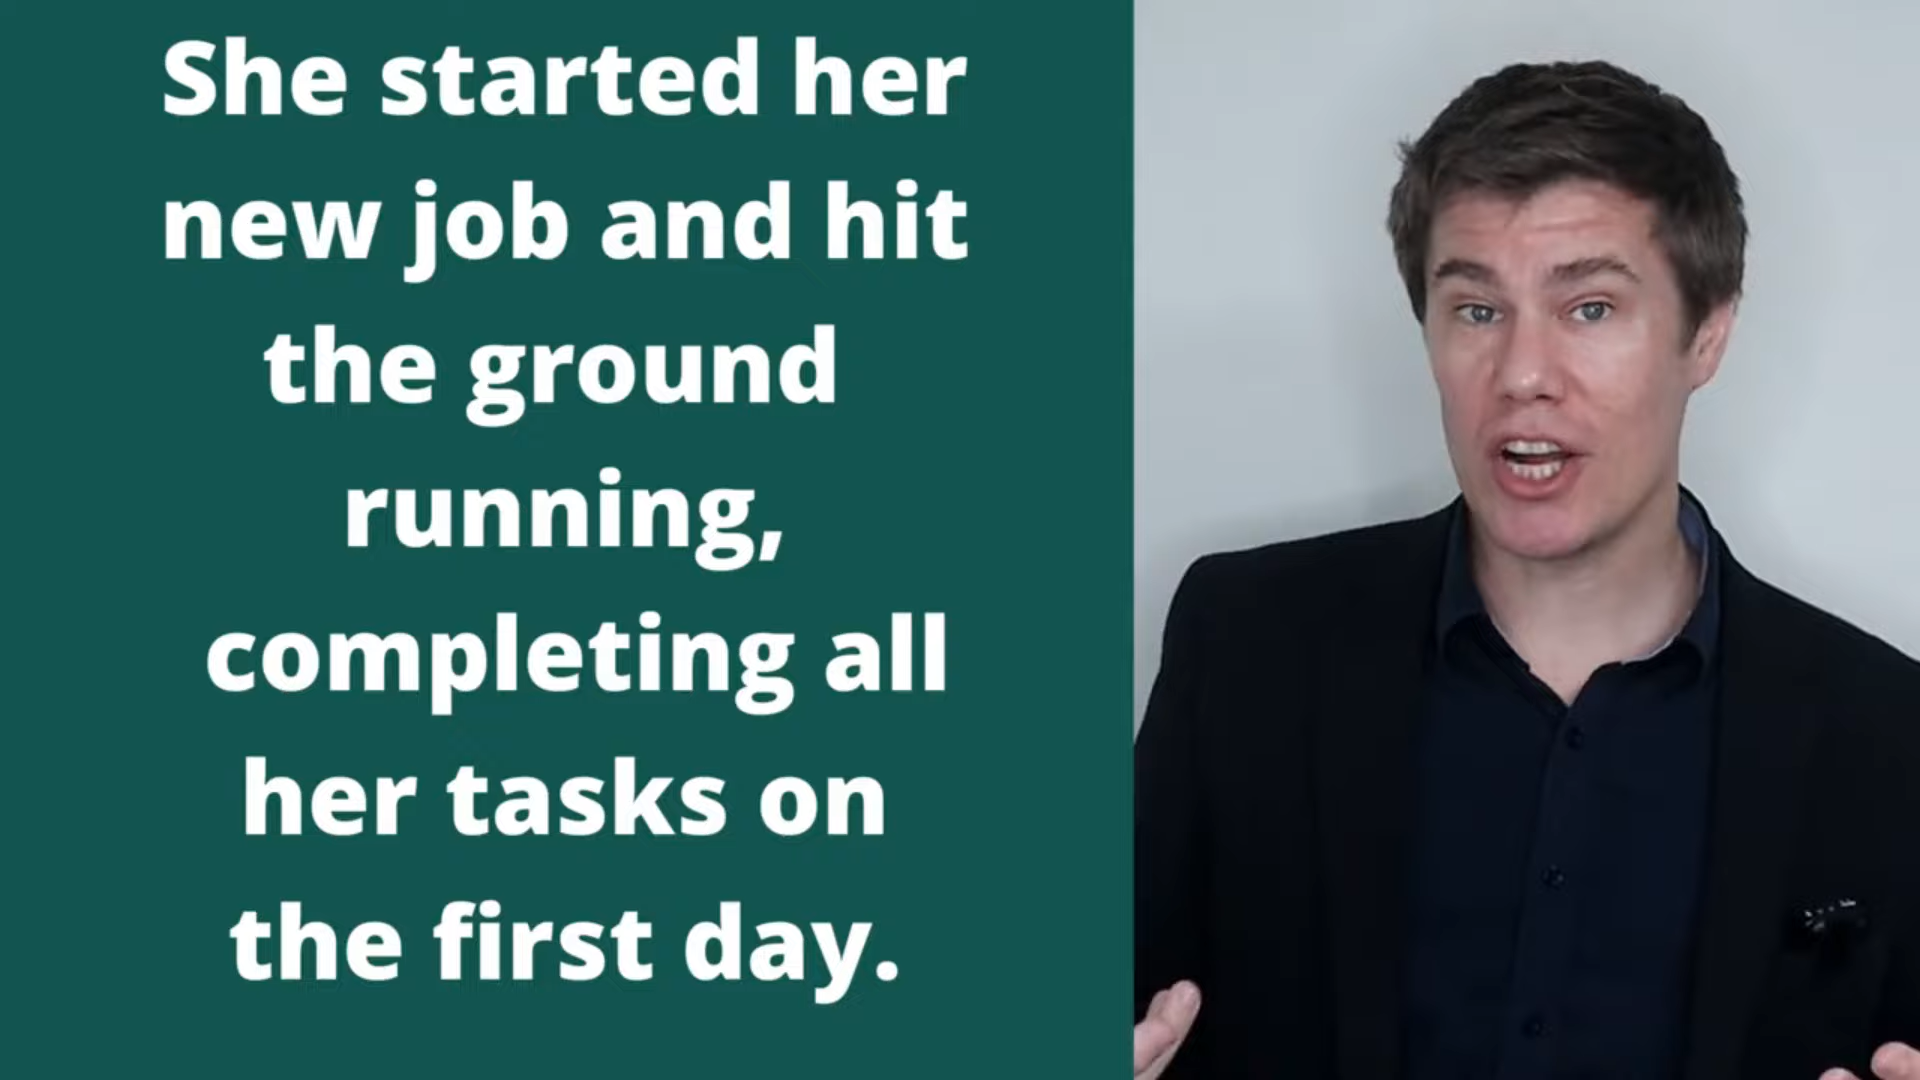 She started her
new job and hit
the ground
running,
completing all
her tasks on
the first day.